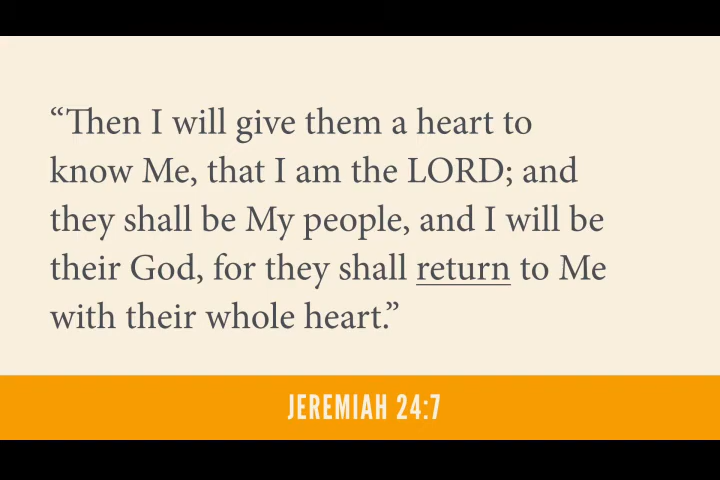 “Then I will give them a heart to
know Me, that I am the LORD; and
they shall be My people, and I will be
their God, for they shall return to Me
with their whole heart.”
JEREMIAH 24:7